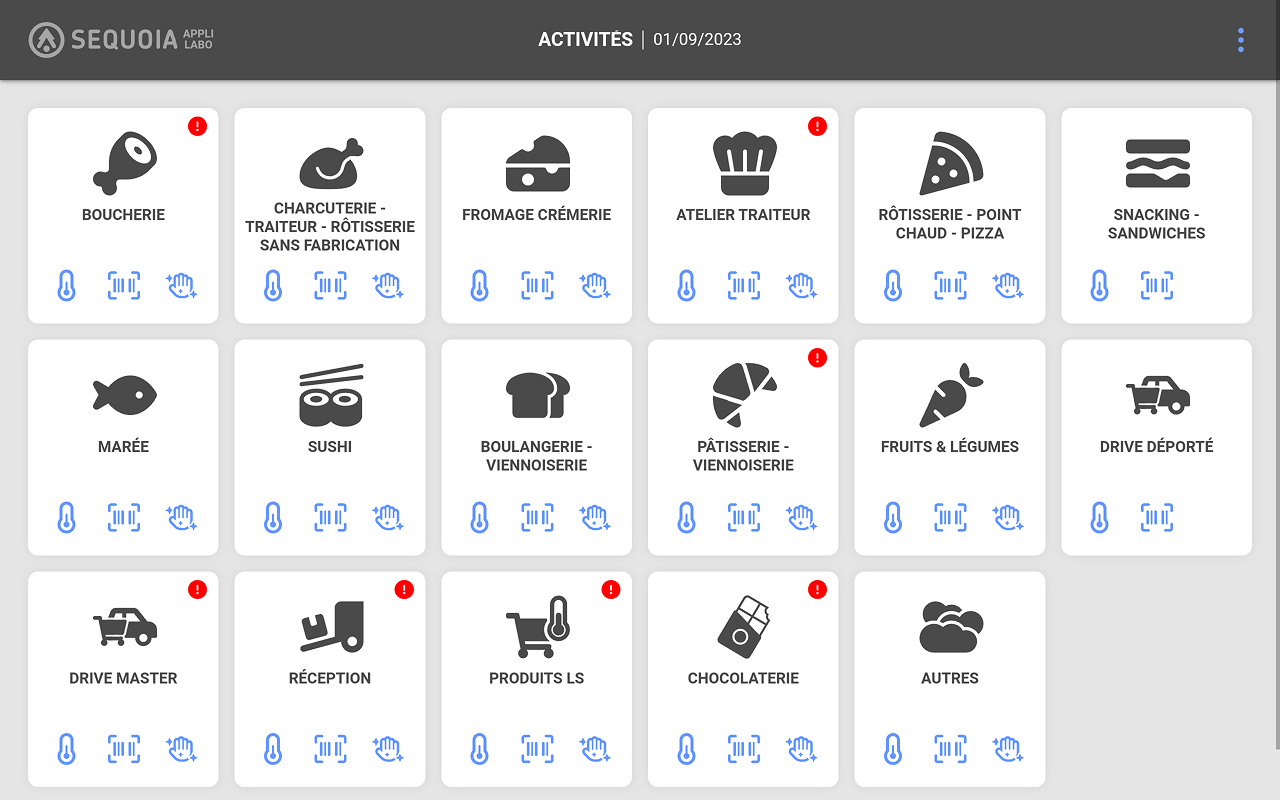 SEQUOIA APPLI LABO
ACTIVITÉS | 01/09/2023
BOUCHERIE
CHARCUTERIE -
TRAITEUR - RÔTISSERIE
SANS FABRICATION
FROMAGE CRÉMERIE
ATELIER TRAITEUR
RÔTISSERIE - POINT
CHAUD - PIZZA
SNACKING -
SANDWICHES
MARÉE
SUSHI
BOULANGERIE -
VIENNOISERIE
PÂTISSERIE -
VIENNOISERIE
FRUITS & LÉGUMES
DRIVE DÉPORTÉ
DRIVE MASTER
RÉCEPTION
PRODUITS LS
CHOCOLATERIE
AUTRES